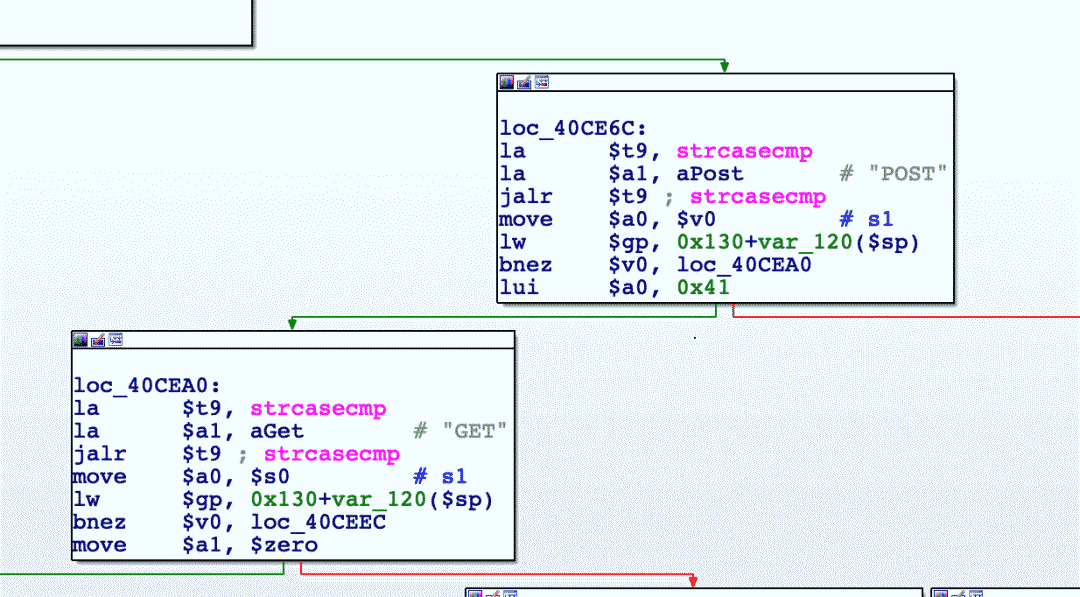 loc_40CE6C:
la $t9, strcasecmp
la $a1, aPost # "POST"
jalr $t9 ; strcasecmp
move $a0, $v0 # s1
lw $gp, 0x130+var_120($sp)
bnez $v0, loc_40CEA0
lui $a0, 0x41
loc_40CEA0:
la $t9, strcasecmp
la $a1, aGet # "GET"
jalr $t9 ; strcasecmp
move $a0, $s0 # s1
lw $gp, 0x130+var_120($sp)
bnez $v0, loc_40CEEC
move $a1, $zero